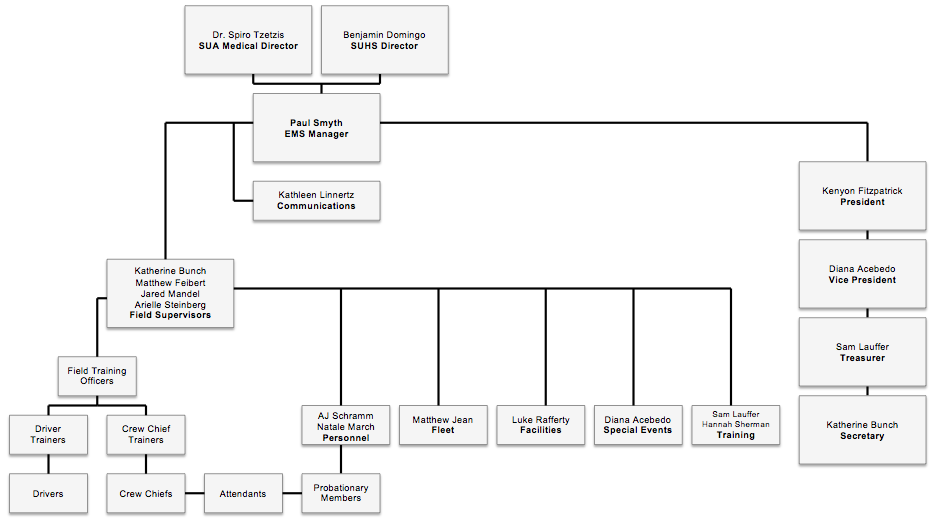 Dr. Spiro Tzetzis
SUA Medical Director
Benjamin Domingo
SUHS Director
Paul Smyth
EMS Manager
Kathleen Linnertz
Communications
Kenyon Fitzpatrick
President
Diana Acebedo
Vice President
Sam Lauffer
Treasurer
Katherine Bunch
Secretary
Katherine Bunch
Matthew Feibert
Jared Mandel
Arielle Steinberg
Field Supervisors
Field Training
Officers
Driver
Trainers
Crew Chief
Trainers
AJ Schramm
Natale March
Personnel
Matthew Jean
Fleet
Luke Rafferty
Facilities
Diana Acebedo
Special Events
Sam Lauffer
Hannah Sherman
Training
Drivers
Crew Chiefs
Attendants
Probationary
Members